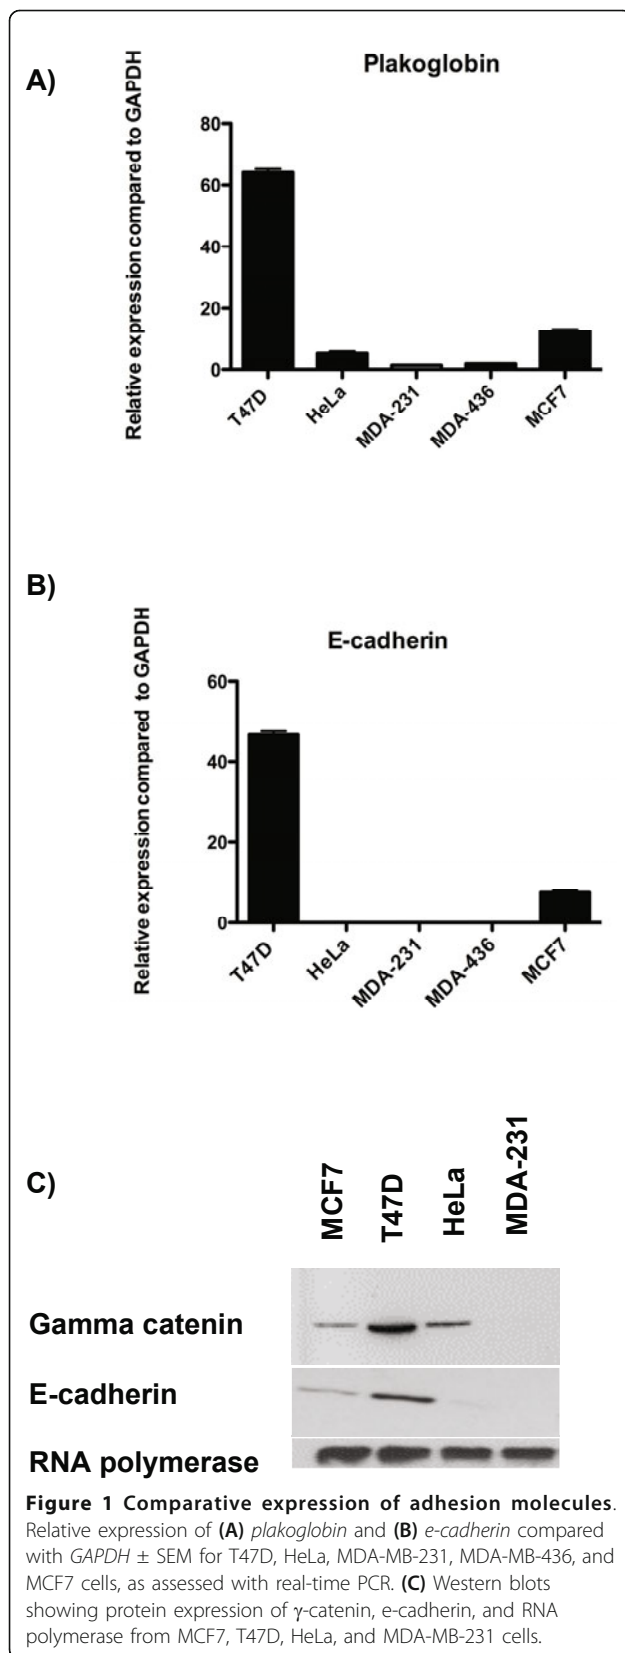 A)
Plakoglobin
Relative expression compared to GAPDH
80
60
40
20
0
T47D
HeLa
MDA-231
MDA-436
MCF7
B)
E-cadherin
Relative expression compared to GAPDH
60
40
20
0
T47D
HeLa
MDA-231
MDA-436
MCF7
C)
MCF7
T47D
HeLa
MDA-231
Gamma catenin
E-cadherin
RNA polymerase
Figure 1 Comparative expression of adhesion molecules.
Relative expression of (A) plakoglobin and (B) e-cadherin compared
with GAPDH ± SEM for T47D, HeLa, MDA-MB-231, MDA-MB-436, and
MCF7 cells, as assessed with real-time PCR. (C) Western blots
showing protein expression of γ-catenin, e-cadherin, and RNA
polymerase from MCF7, T47D, HeLa, and MDA-MB-231 cells.